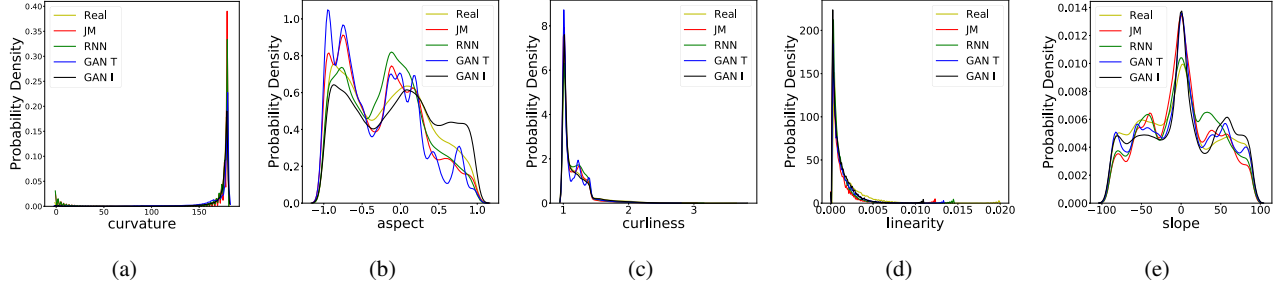 0.40
0.35
0.30
0.25
0.20
0.15
0.10
0.05
0.00
0 50 100 150
Probability Density
curvature
Real
JM
RNN
GAN T
GAN I
(a)
1.0
0.8
0.6
0.4
0.2
0.0
−1.0 −0.5 0.0 0.5 1.0
Probability Density
aspect
Real
JM
RNN
GAN T
GAN I
(b)
8
6
4
2
0
1 2 3
Probability Density
curliness
Real
JM
RNN
GAN T
GAN I
(c)
200
150
100
50
0
0.000 0.005 0.010 0.015 0.020
Probability Density
linearity
Real
JM
RNN
GAN T
GAN I
(d)
0.014
0.012
0.010
0.008
0.006
0.004
0.002
0.000
−100 −50 0 50 100
Probability Density
slope
Real
JM
RNN
GAN T
GAN I
(e)